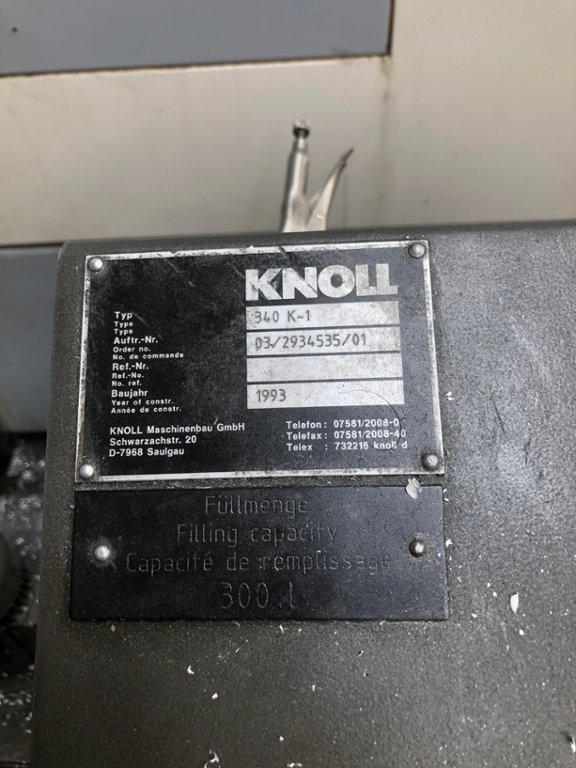 KNOLL
Typ
Type
Type
340 K-1
Auftr.-Nr.
Order no.
No. de commande
03/2934535/01
Ref.-Nr.
Ref.-No.
No. ref.
Baujahr
Year of constr.
Année de constr.
1993
KNOLL Maschinenbau GmbH
Schwarzachstr. 20
D-7968 Saulgau
Telefon: 07581/2008-0
Telefax: 07581/2008-40
Telex: 732216 knoll d
Füllmenge
Filling capacity
Capacité de remplissage
300 l